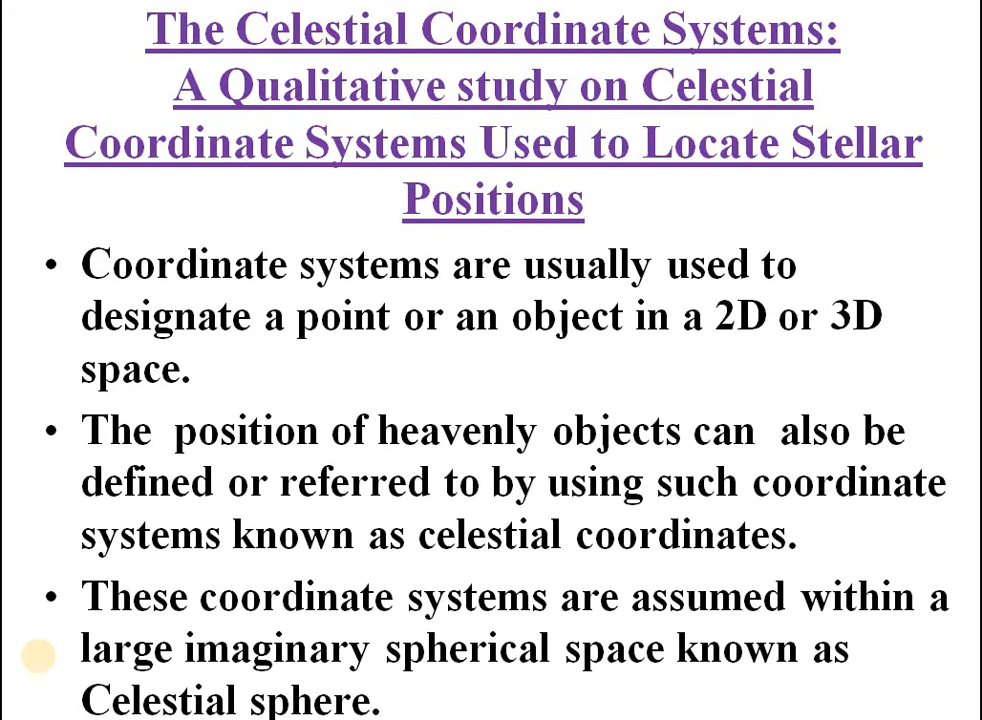 The Celestial Coordinate Systems:
A Qualitative study on Celestial
Coordinate Systems Used to Locate Stellar
Positions
• Coordinate systems are usually used to
designate a point or an object in a 2D or 3D
space.
• The position of heavenly objects can also be
defined or referred to by using such coordinate
systems known as celestial coordinates.
• These coordinate systems are assumed within a
large imaginary spherical space known as
Celestial sphere.